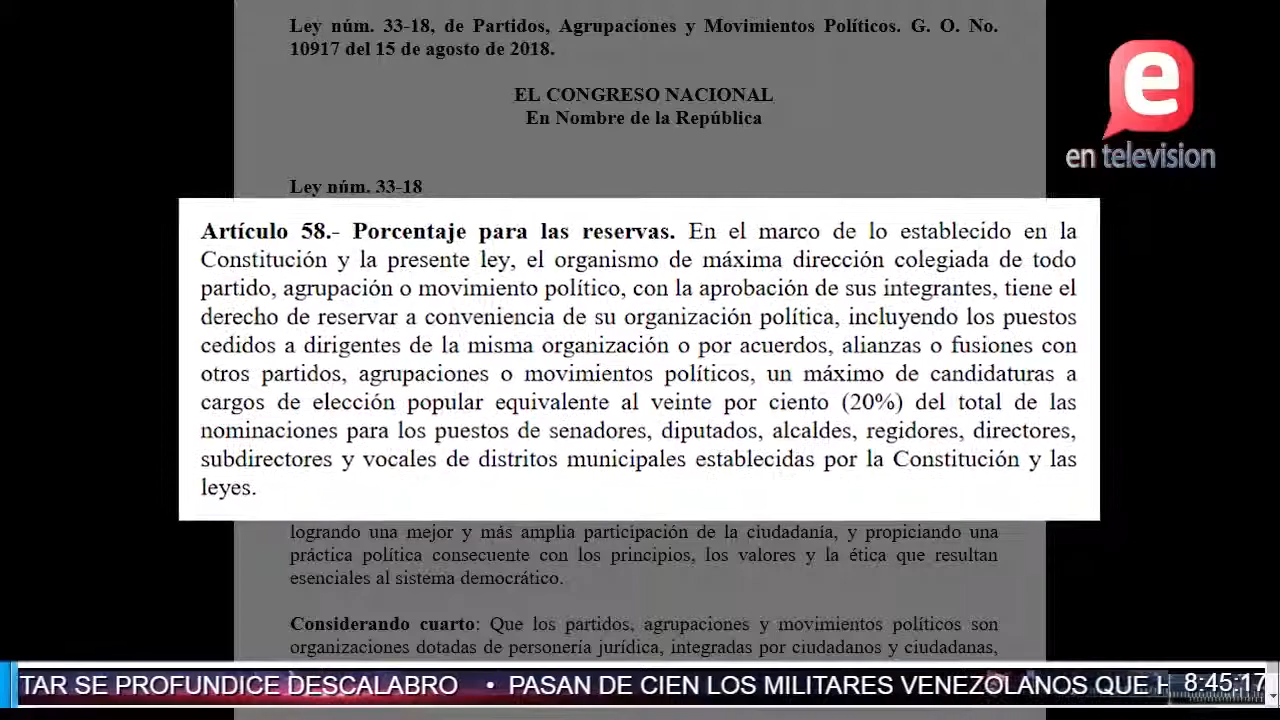 Ley núm. 33-18, de Partidos, Agrupaciones y Movimientos Políticos. G. O. No.
10917 del 15 de agosto de 2018.
EL CONGRESO NACIONAL
En Nombre de la República
e
en television
Ley núm. 33-18
Artículo 58.- Porcentaje para las reservas. En el marco de lo establecido en la
Constitución y la presente ley, el organismo de máxima dirección colegiada de todo
partido, agrupación o movimiento político, con la aprobación de sus integrantes, tiene el
derecho de reservar a conveniencia de su organización política, incluyendo los puestos
cedidos a dirigentes de la misma organización o por acuerdos, alianzas o fusiones con
otros partidos, agrupaciones o movimientos políticos, un máximo de candidaturas a
cargos de elección popular equivalente al veinte por ciento (20%) del total de las
nominaciones para los puestos de senadores, diputados, alcaldes, regidores, directores,
subdirectores y vocales de distritos municipales establecidas por la Constitución y las
leyes.
logrando una mejor y más amplia participación de la ciudadanía, y propiciando una
práctica política consecuente con los principios, los valores y la ética que resultan
esenciales al sistema democrático.
Considerando cuarto: Que los partidos, agrupaciones y movimientos políticos son
organizaciones dotadas de personería jurídica, integradas por ciudadanos y ciudadanas,
TAR SE PROFUNDICE DESCALABRO • PASAN DE CIEN LOS MILITARES VENEZOLANOS QUE H 8:45:17